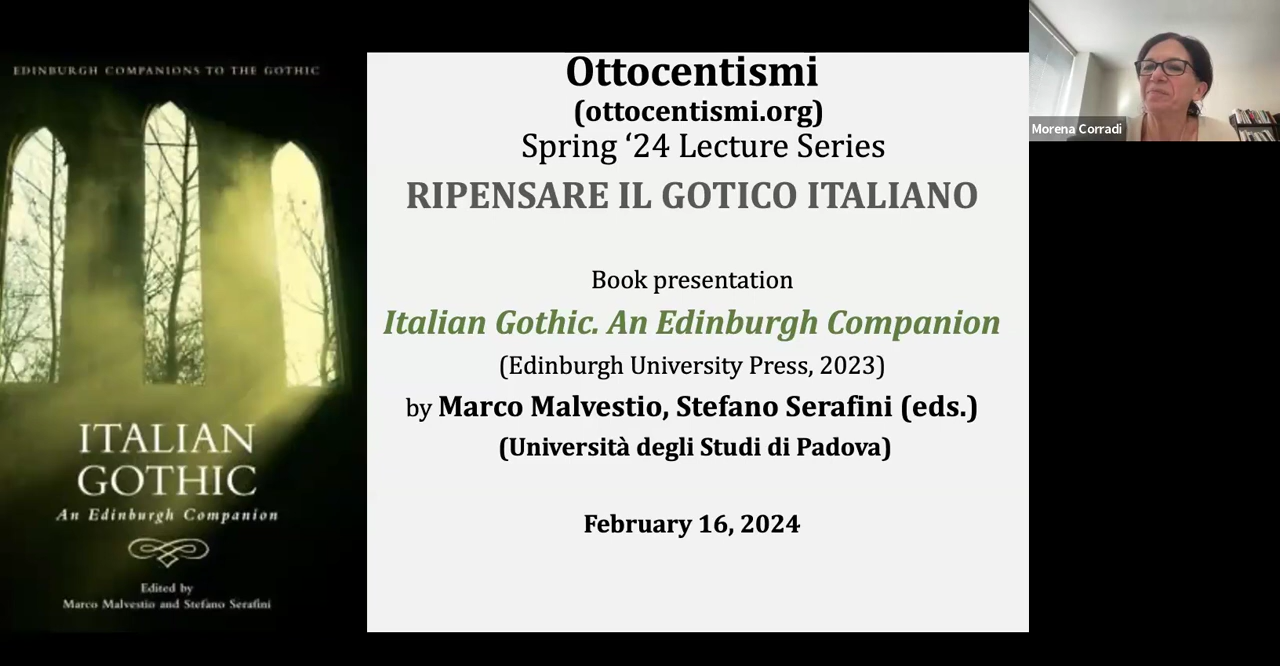 EDINBURGH COMPANIONS TO THE GOTHIC
ITALIAN
GOTHIC
An Edinburgh Companion
Edited by
Marco Malvestio and Stefano Serafini
Ottocentismi
(ottocentismi.org)
Spring ‘24 Lecture Series
RIPENSARE IL GOTICO ITALIANO
Book presentation
Italian Gothic. An Edinburgh Companion
(Edinburgh University Press, 2023)
by Marco Malvestio, Stefano Serafini (eds.)
(Università degli Studi di Padova)
February 16, 2024
Morena Corradi